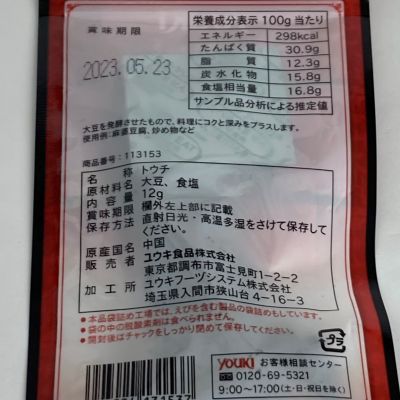 賞味期限
2023.05.23
栄養成分表示 100g当たり
エネルギー 298kcal
たんぱく質 30.9g
脂質 12.3g
炭水化物 15.8g
食塩相当量 16.8g
サンプル品分析による推定値
大豆を発酵させたもので、料理にコクと深みをプラスします。
使用例:麻婆豆腐、炒め物など
商品番号:113153
名称 トウチ
原材料名 大豆、食塩
内容量 12g
賞味期限 欄外左上部に記載
保存方法 直射日光・高温多湿をさけて保存して
ください。
原産国名 中国
販売者 ユウキ食品株式会社
東京都調布市富士見町1-2-2
加工所 ユウキフーヅシステム株式会社
埼玉県入間市狭山台4-16-3
・本品袋詰め工場では、えびを含む製品の袋詰めもしています。
・袋の中の脱酸素剤は食べられません。
・開封後はチャックをしっかり閉めて保存してください。
プラ
youki お客様相談センター
0120-69-5321
9:00〜17:00(土・日・祝日を除く)